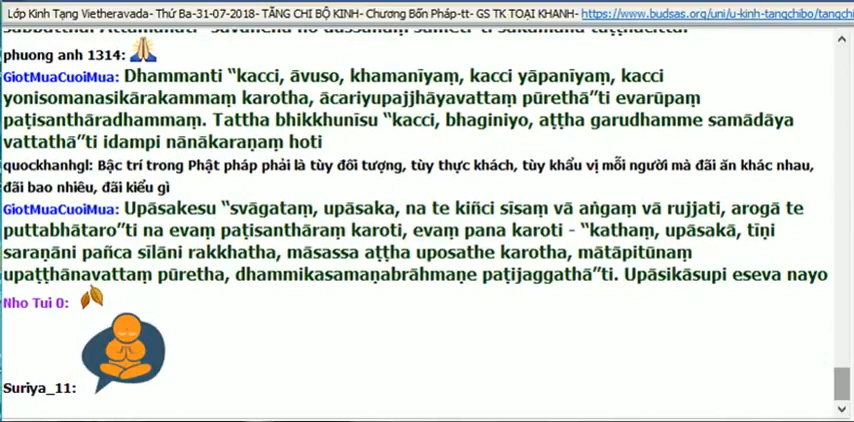 Lớp Kinh Tạng Vietheravada- Thứ Ba-31-07-2018- TĂNG CHI BỘ KINH- Chương Bốn Pháp-tt- GS TK TOẠI KHANH- https://www.budsas.org/uni/u-kinh-tangchibo/tangchi
phuong anh 1314:
GiotMuaCuoiMua: Dhammanti “kacci, āvuso, khamanīyaṃ, kacci yāpanīyaṃ, kacci
yonisomanasikārakammaṃ karotha, ācariyupajjhāyavattaṃ pūrethā”ti evarūpaṃ
paṭisanthāradhammaṃ. Tattha bhikkhunīsu “kacci, bhaginiyo, aṭṭha garudhamme samādāya
vattathā”ti idampi nānākaraṇaṃ hoti
quockhanhgl: Bậc trí trong Phật pháp phải là tùy đối tượng, tùy thực khách, tùy khẩu vị mỗi người mà đãi ăn khác nhau,
đãi bao nhiêu, đãi kiểu gì
GiotMuaCuoiMua: Upāsakesu “svāgataṃ, upāsaka, na te kiñci sīsaṃ vā aṅgaṃ vā rujjati, arogā te
puttabhātaro”ti na evaṃ paṭisanthāraṃ karoti, evaṃ pana karoti - “kathaṃ, upāsakā, tīṇi
saraṇāni pañca sīlāni rakkhatha, māsassa aṭṭha uposathe karotha, mātāpitūnaṃ
upaṭṭhānavattaṃ pūretha, dhammikasamaṇabrāhmaṇe paṭijaggathā”ti. Upāsikāsupi eseva nayo
Nho Tui 0:
Suriya_11: